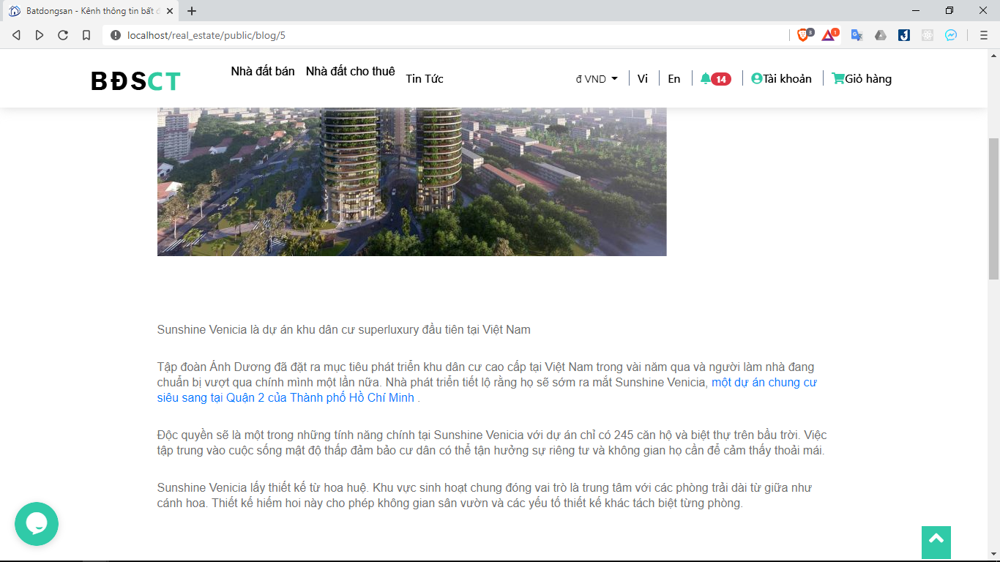 Batdongsan - Kênh thông tin bất đ
localhost/real_estate/public/blog/5
3
1
BĐSCT
Nhà đất bán
Nhà đất cho thuê
Tin Tức
đ VND
Vi
En
14
Tài khoản
Giỏ hàng
Sunshine Venicia là dự án khu dân cư superluxury đầu tiên tại Việt Nam
Tập đoàn Ánh Dương đã đặt ra mục tiêu phát triển khu dân cư cao cấp tại Việt Nam trong vài năm qua và người làm nhà đang
chuẩn bị vượt qua chính mình một lần nữa. Nhà phát triển tiết lộ rằng họ sẽ sớm ra mắt Sunshine Venicia, một dự án chung cư
siêu sang tại Quận 2 của Thành phố Hồ Chí Minh .
Độc quyền sẽ là một trong những tính năng chính tại Sunshine Venicia với dự án chỉ có 245 căn hộ và biệt thự trên bầu trời. Việc
tập trung vào cuộc sống mật độ thấp đảm bảo cư dân có thể tận hưởng sự riêng tư và không gian họ cần để cảm thấy thoải mái.
Sunshine Venicia lấy thiết kế từ hoa huệ. Khu vực sinh hoạt chung đóng vai trò là trung tâm với các phòng trải dài từ giữa như
cánh hoa. Thiết kế hiếm hoi này cho phép không gian sân vườn và các yếu tố thiết kế khác tách biệt từng phòng.